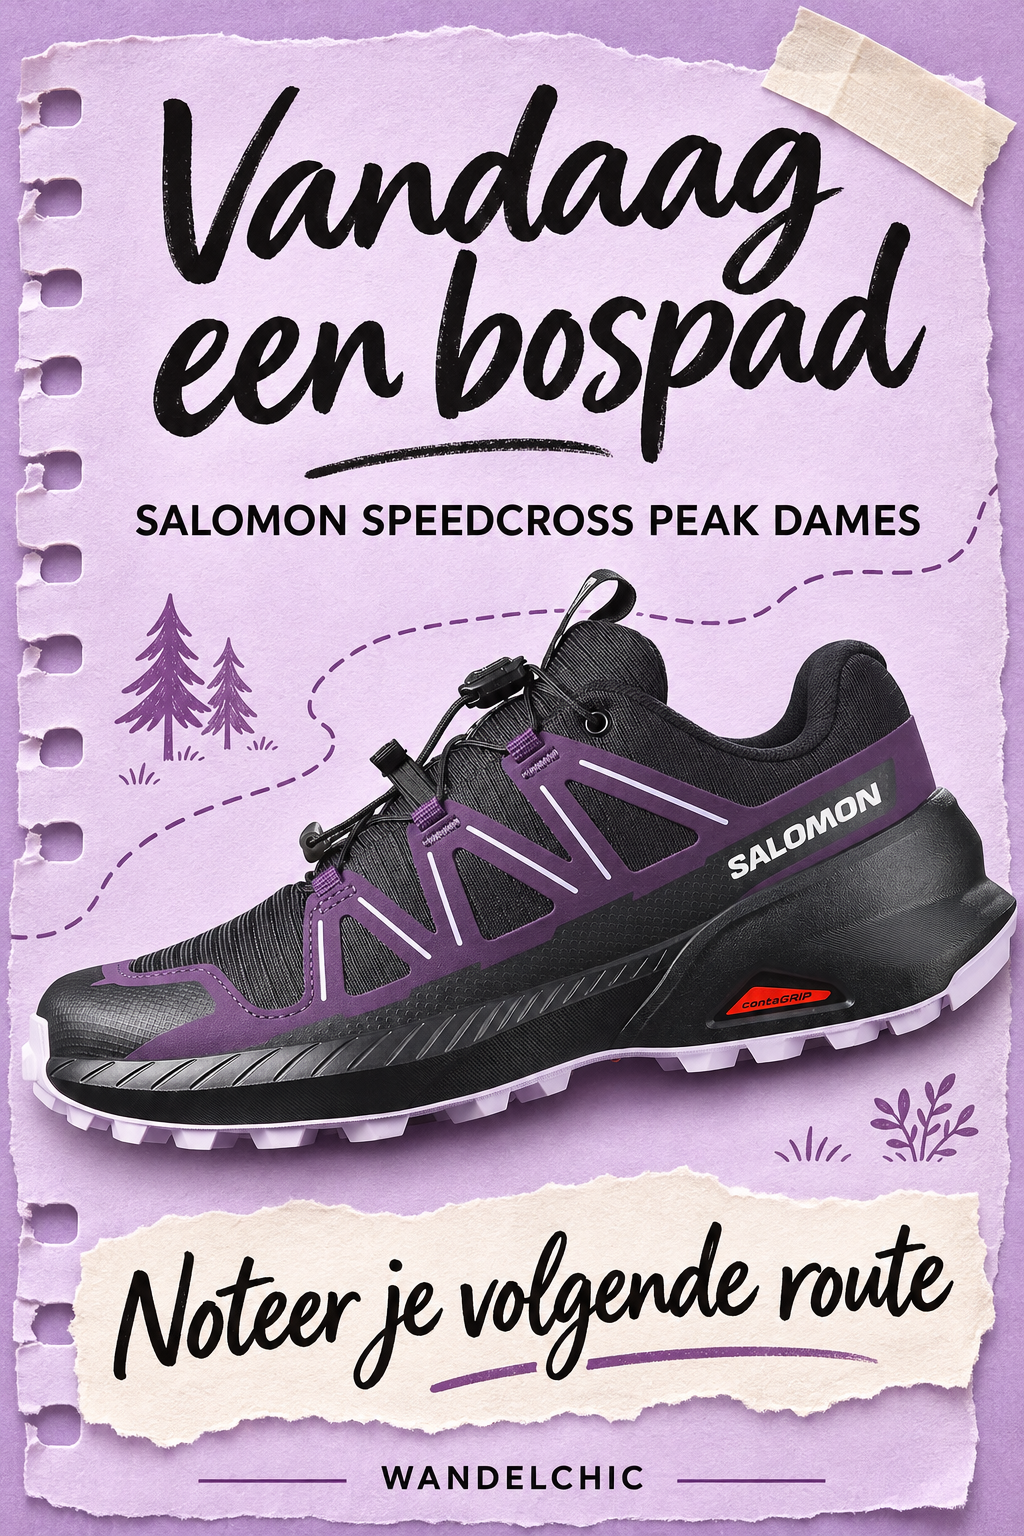 Vandaag
een bospad
SALOMON SPEEDCROSS PEAK DAMES
SALOMON
contaGRIP
Noteer je volgende route
WANDELCHIC